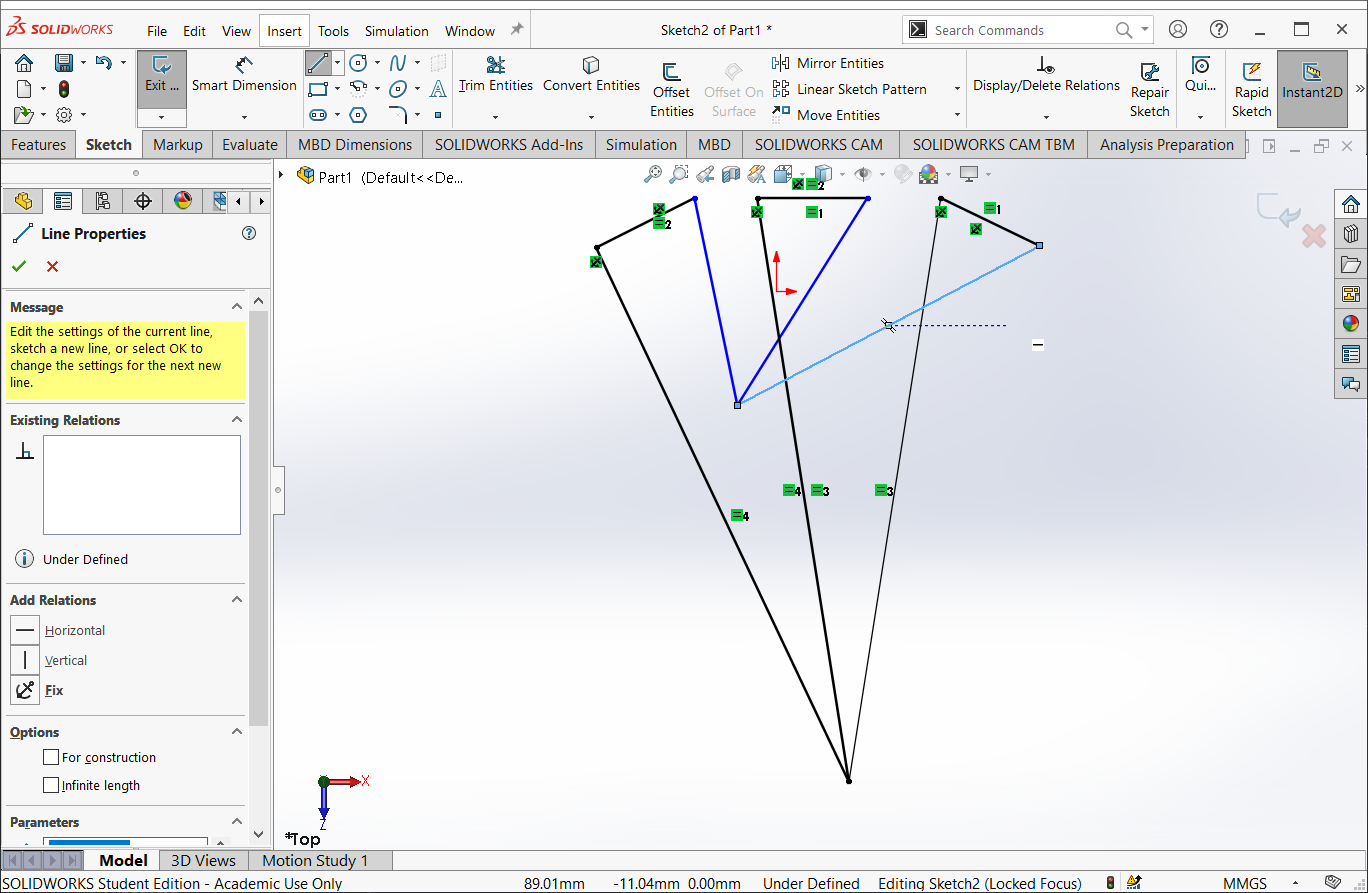 SOLIDWORKS File Edit View Insert Tools Simulation Window Sketch2 of Part1 * Search Commands
Exit ... Smart Dimension Trim Entities Convert Entities Offset Entities Offset On Surface Mirror Entities Linear Sketch Pattern Move Entities Display/Delete Relations Repair Sketch Qui... Rapid Sketch Instant2D
Features Sketch Markup Evaluate MBD Dimensions SOLIDWORKS Add-Ins Simulation MBD SOLIDWORKS CAM SOLIDWORKS CAM TBM Analysis Preparation
Part1 (Default<<De...
Line Properties
Message
Edit the settings of the current line,
sketch a new line, or select OK to
change the settings for the next new
line.
Existing Relations
Under Defined
Add Relations
Horizontal
Vertical
Fix
Options
For construction
Infinite length
Parameters
2
2
1
1
4 3 3
4
X
Z
*Top
Model 3D Views Motion Study 1
SOLIDWORKS Student Edition - Academic Use Only 89.01mm -11.04mm 0.00mm Under Defined Editing Sketch2 (Locked Focus) MMGS